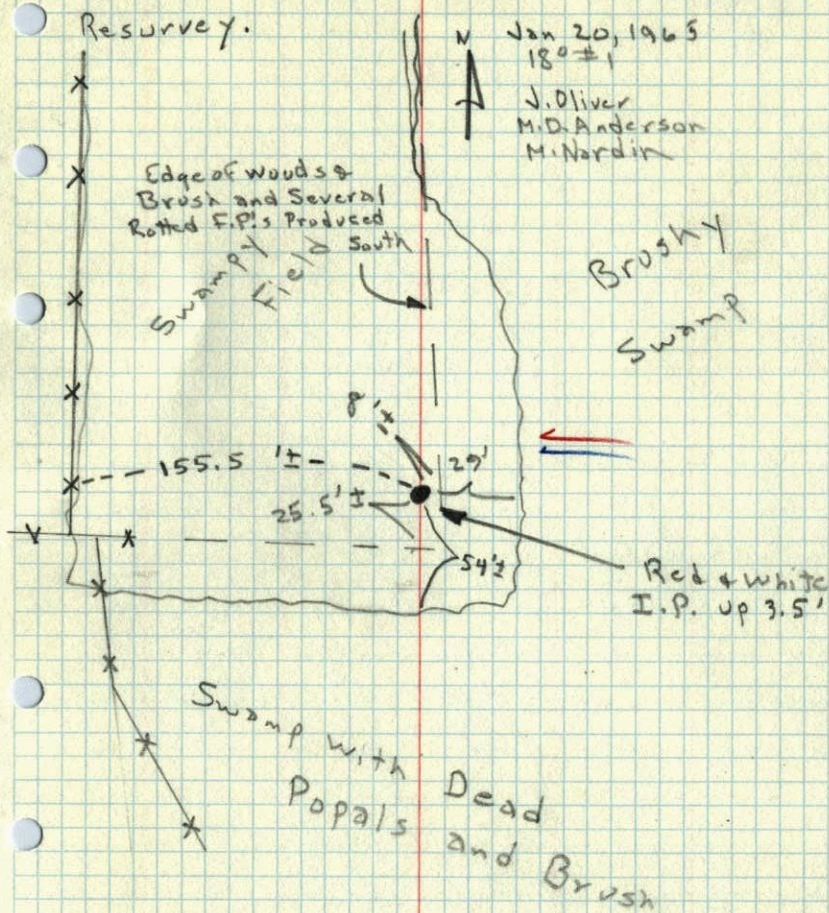 Resurvey.
N
Jan 20, 1965
18° ± 1
J. Oliver
M.D. Anderson
M. Nardin
Edge of Woods &
Brush and Several
Rotted F.P.'s Produced
South
Swampy
Field
Brushy
Swamp
8'±
155.5'±
29'
25.5'±
54'±
Red & White
I.P. up 3.5'
Swamp with Dead
Popals and Brush